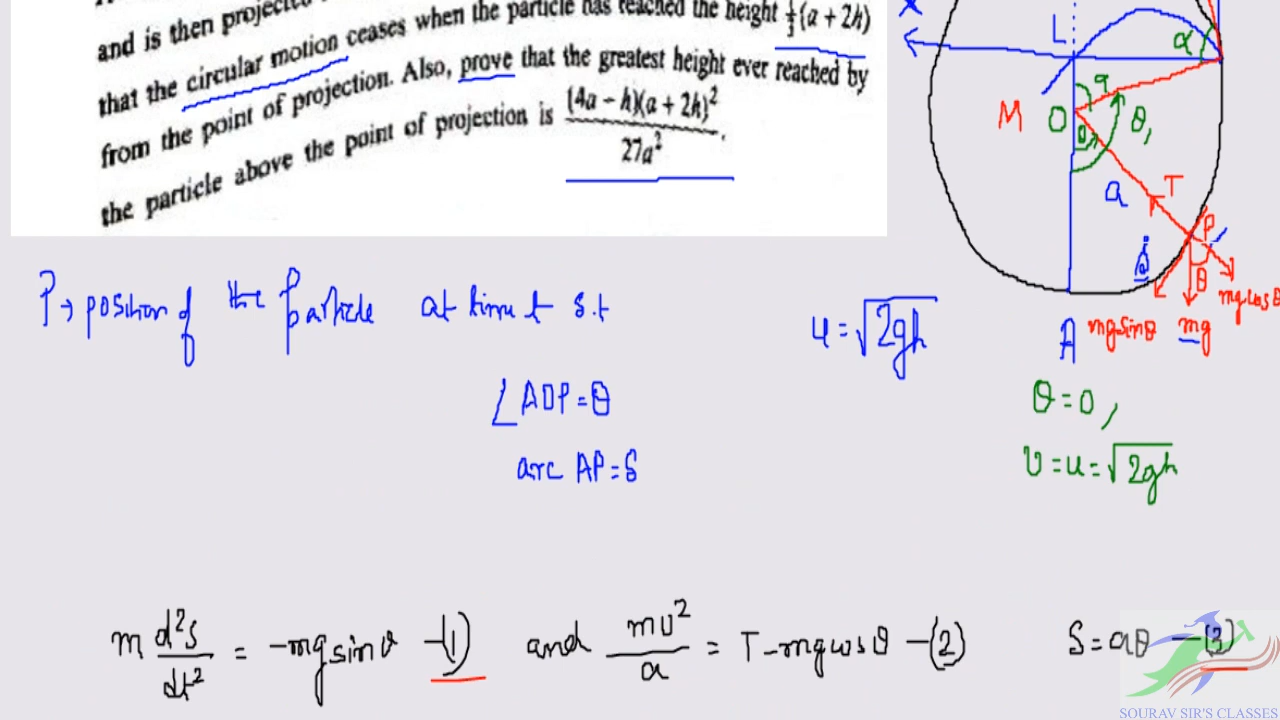 and is then projected
that the circular motion ceases when the particle has reached the height 1/3(a + 2h)
from the point of projection. Also, prove that the greatest height ever reached by
the particle above the point of projection is (4a − h)(a + 2h)²/27a².
L
α
M
O
θ
θ₁
a
T
P
θ
mg cosθ
A
mg sinθ
mg
P → position of the Particle at time t s.t
u = √2gh
∠AOP = θ
θ = 0,
arc AP = S
v = u = √2gh
m d²s/dt² = -mg sinθ —(1) and mv²/a = T - mg cosθ —(2) S = aθ —(3)
SOURAV SIR'S CLASSES